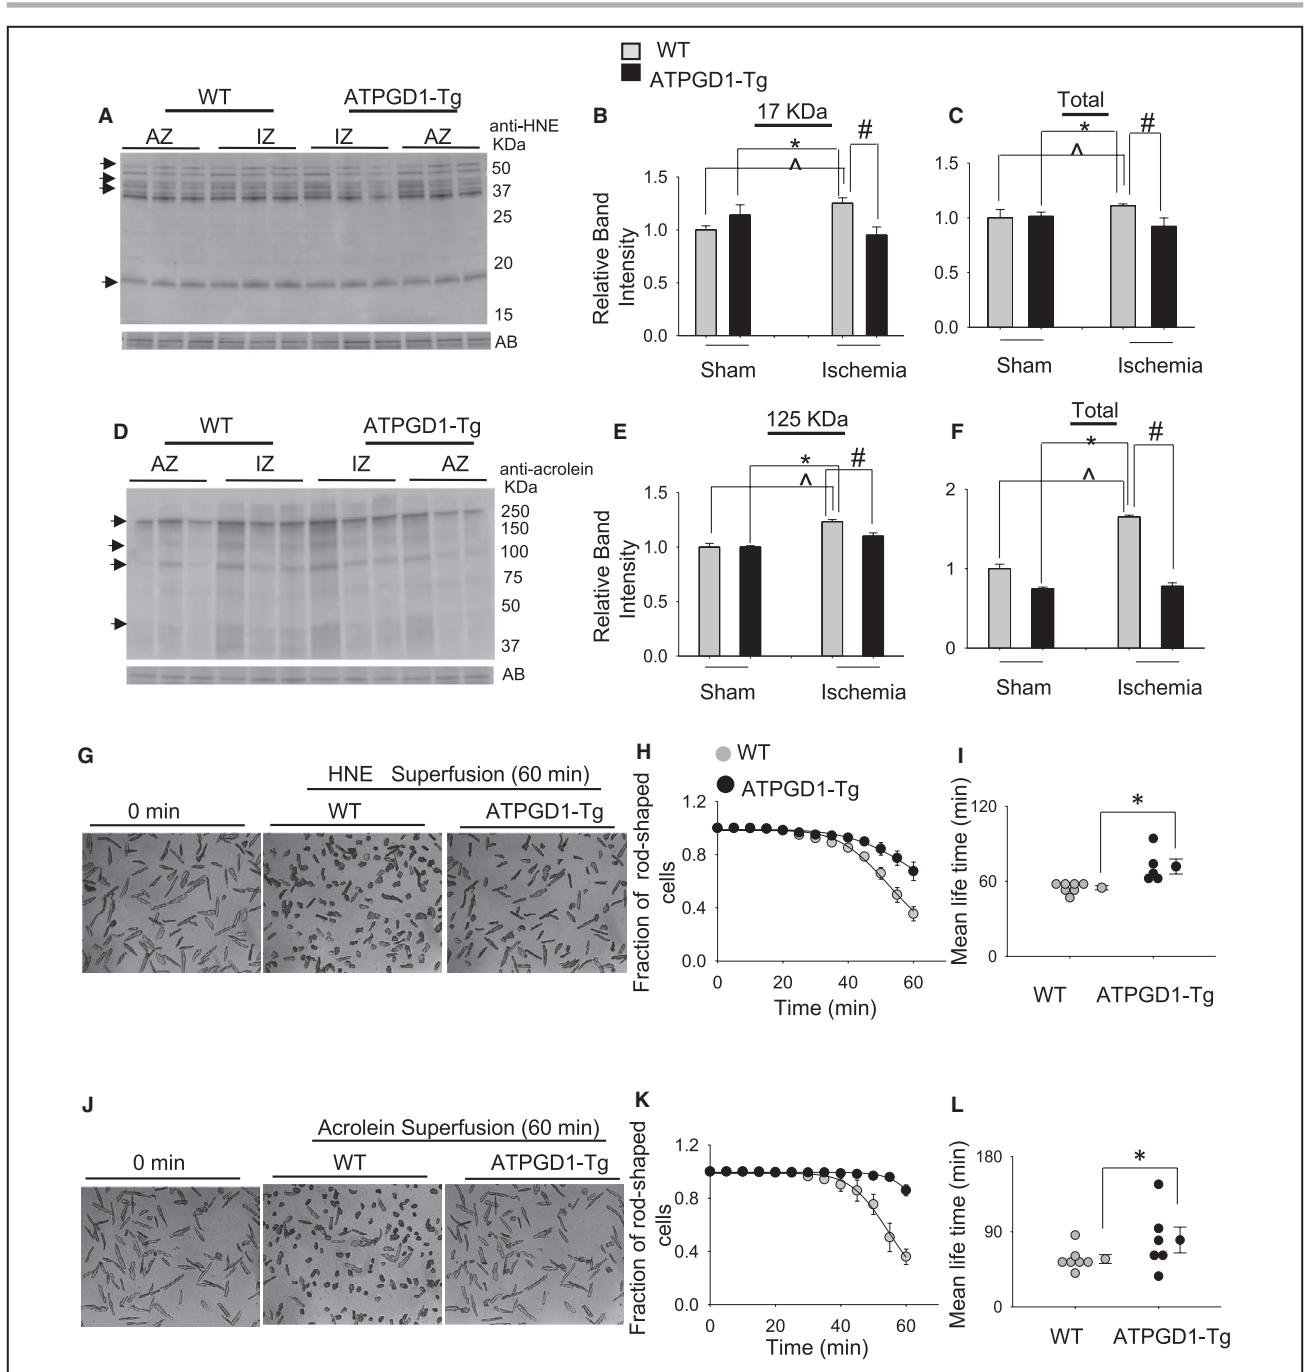 WT
ATPGD1-Tg
A
WT
ATPGD1-Tg
AZ
IZ
IZ
AZ
anti-HNE
KDa
50
37
25
20
15
AB
B
17 KDa
*
#
^
Relative Band
Intensity
1.5
1.0
0.5
0.0
Sham
Ischemia
C
Total
*
#
^
1.5
1.0
0.5
0.0
Sham
Ischemia
D
WT
ATPGD1-Tg
AZ
IZ
IZ
AZ
anti-acrolein
KDa
250
150
100
75
50
37
AB
E
125 KDa
*
#
^
Relative Band
Intensity
1.5
1.0
0.5
0.0
Sham
Ischemia
F
Total
*
#
^
2
1
0
Sham
Ischemia
G
HNE Superfusion (60 min)
0 min
WT
ATPGD1-Tg
H
WT
ATPGD1-Tg
Fraction of rod-shaped
cells
1.2
0.8
0.4
0.0
0 20 40 60
Time (min)
I
Mean life time (min)
120
60
0
*
WT ATPGD1-Tg
J
Acrolein Superfusion (60 min)
0 min
WT
ATPGD1-Tg
K
Fraction of rod-shaped
cells
1.2
0.8
0.4
0.0
0 20 40 60
Time (min)
L
Mean life time (min)
180
90
0
*
WT ATPGD1-Tg